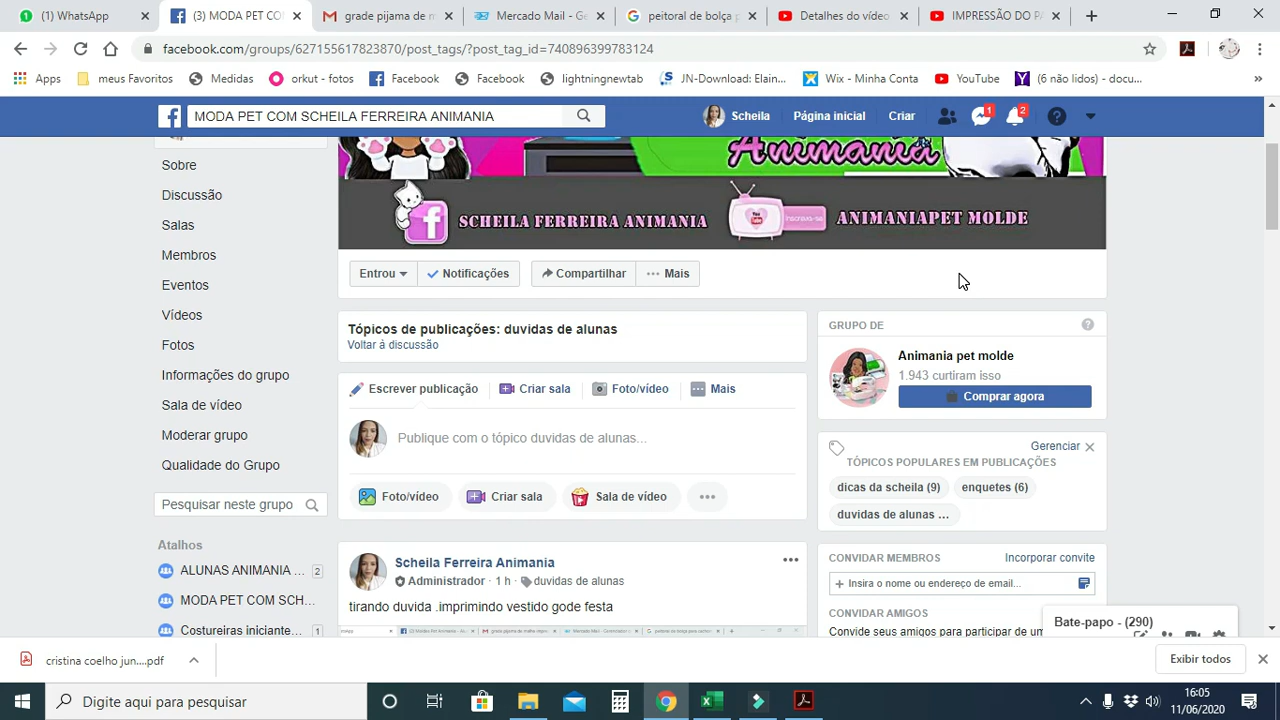 (1) WhatsApp
(3) MODA PET CO
grade pijama de m
Mercado Mail - Ge
peitoral de bolça p
Detalhes do vídeo
IMPRESSÃO DO PA
facebook.com/groups/627155617823870/post_tags/?post_tag_id=740896399783124
Apps
meus Favoritos
Medidas
orkut - fotos
Facebook
Facebook
lightningnewtab
JN-Download: Elain...
Wix - Minha Conta
YouTube
(6 não lidos) - docu...
MODA PET COM SCHEILA FERREIRA ANIMANIA
Scheila
Página inicial
Criar
1
2
Animania
SCHEILA FERREIRA ANIMANIA
You Tube
Inscreva-se
ANIMANIAPET MOLDE
Sobre
Discussão
Salas
Membros
Eventos
Vídeos
Fotos
Informações do grupo
Sala de vídeo
Moderar grupo
Qualidade do Grupo
Pesquisar neste grupo
Atalhos
ALUNAS ANIMANIA ... 2
MODA PET COM SCH...
Costureiras iniciante... 1
Entrou
Notificações
Compartilhar
Mais
Tópicos de publicações: duvidas de alunas
Voltar à discussão
Escrever publicação
Criar sala
Foto/vídeo
Mais
Publique com o tópico duvidas de alunas...
Foto/vídeo
Criar sala
Sala de vídeo
Scheila Ferreira Animania
Administrador · 1 h · duvidas de alunas
tirando duvida .imprimindo vestido gode festa
GRUPO DE
Animania pet molde
1.943 curtiram isso
Comprar agora
Gerenciar
TÓPICOS POPULARES EM PUBLICAÇÕES
dicas da scheila (9)
enquetes (6)
duvidas de alunas ...
CONVIDAR MEMBROS
Incorporar convite
+ Insira o nome ou endereço de email...
CONVIDAR AMIGOS
Convide seus amigos para participar de um
Bate-papo - (290)
cristina coelho jun....pdf
Exibir todos
Digite aqui para pesquisar
16:05
11/06/2020